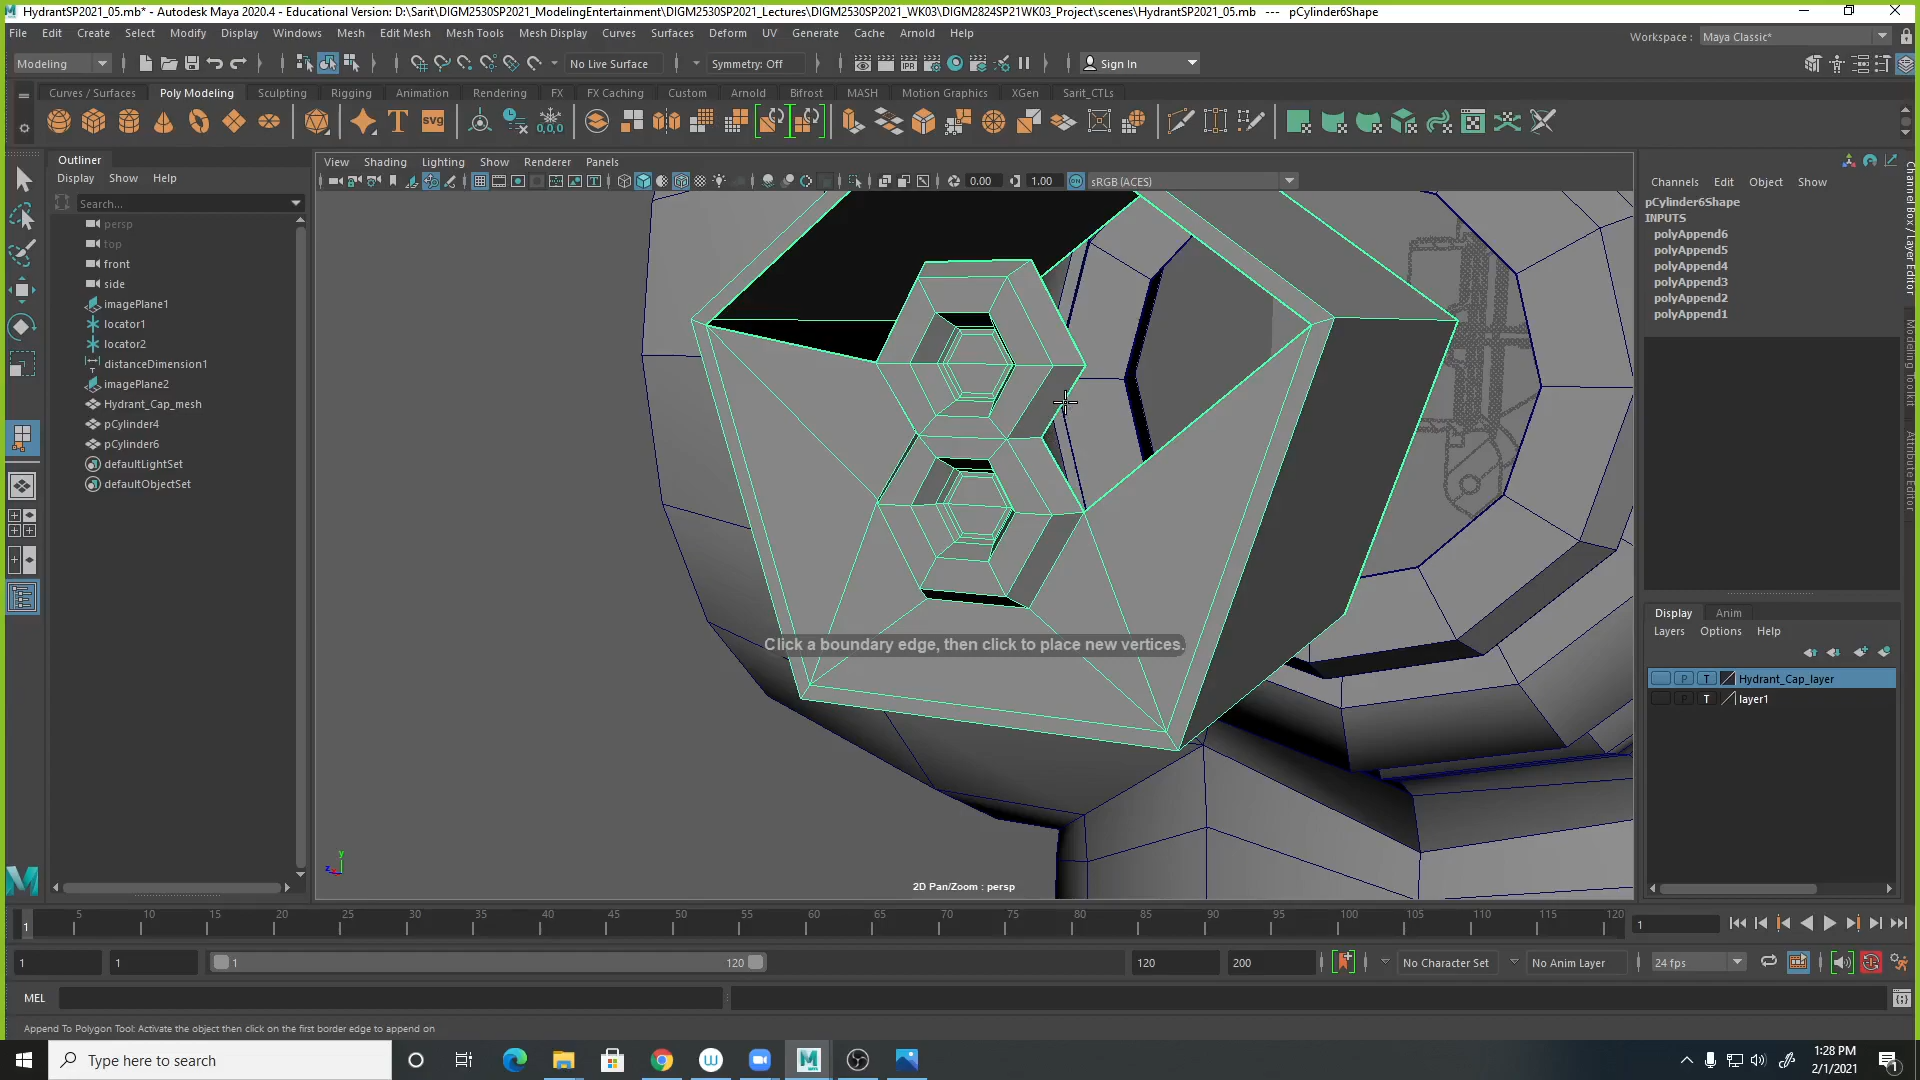 HydrantSP2021_05.mb* - Autodesk Maya 2020.4 - Educational Version: D:\Sarit\DIGM2530SP2021_ModelingEntertainment\DIGM2530SP2021_Lectures\DIGM2530SP2021_WK03\DIGM2824SP21WK03_Project\scenes\HydrantSP2021_05.mb --- pCylinder6Shape
File Edit Create Select Modify Display Windows Mesh Edit Mesh Mesh Tools Mesh Display Curves Surfaces Deform UV Generate Cache Arnold Help
Workspace : Maya Classic*
Modeling No Live Surface Symmetry: Off Sign In
Curves / Surfaces Poly Modeling Sculpting Rigging Animation Rendering FX FX Caching Custom Arnold Bifrost MASH Motion Graphics XGen Sarit_CTLs
Outliner
Display Show Help
Search...
persp
top
front
side
imagePlane1
locator1
locator2
distanceDimension1
imagePlane2
Hydrant_Cap_mesh
pCylinder4
pCylinder6
defaultLightSet
defaultObjectSet
View Shading Lighting Show Renderer Panels
0.00 1.00 sRGB (ACES)
Click a boundary edge, then click to place new vertices.
2D Pan/Zoom : persp
Channels Edit Object Show
pCylinder6Shape
INPUTS
polyAppend6
polyAppend5
polyAppend4
polyAppend3
polyAppend2
polyAppend1
Channel Box / Layer Editor
Modeling Toolkit
Attribute Editor
Display Anim
Layers Options Help
P T Hydrant_Cap_layer
P T layer1
1 5 10 15 20 25 30 35 40 45 50 55 60 65 70 75 80 85 90 95 100 105 110 115 120
1
1 1 1 120 120 200 No Character Set No Anim Layer 24 fps
MEL
Append To Polygon Tool: Activate the object then click on the first border edge to append on
Type here to search
1:28 PM
2/1/2021